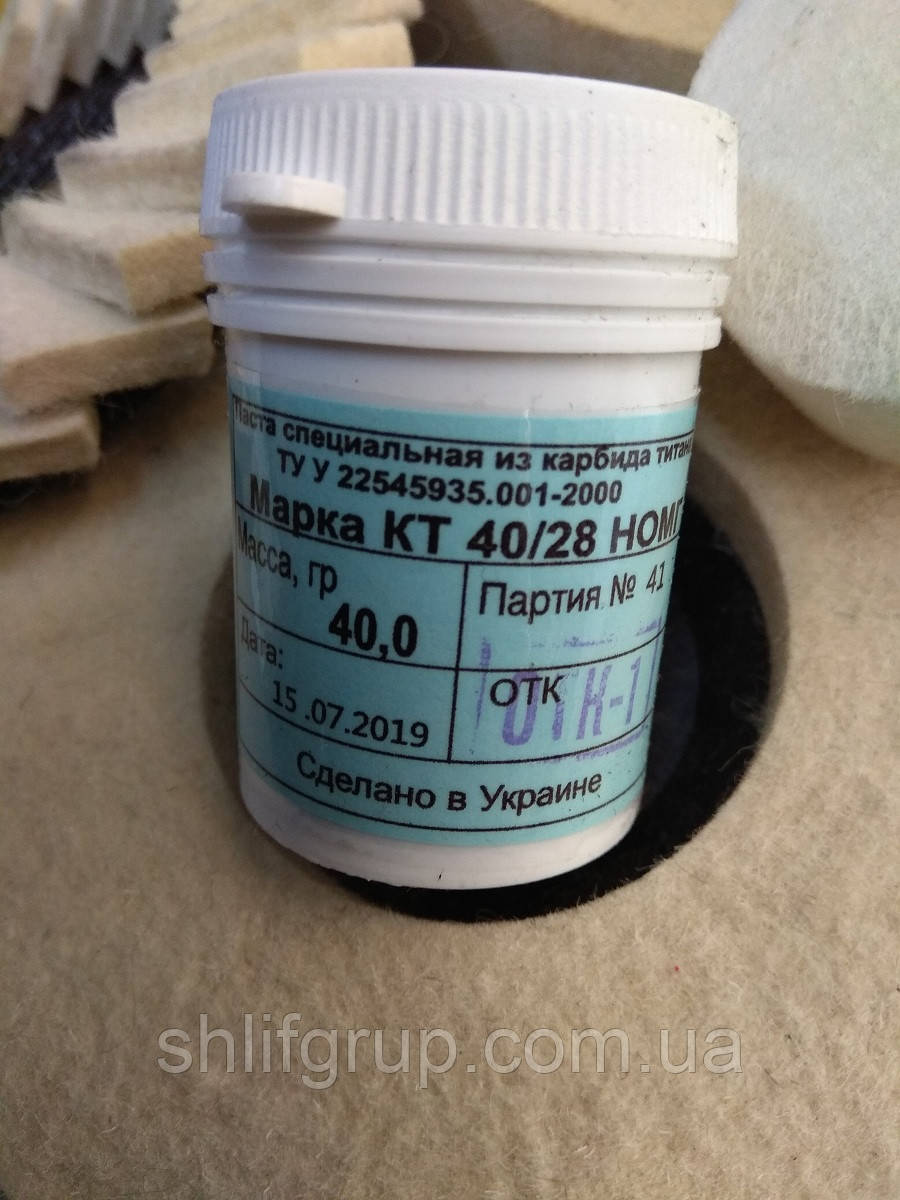 Паста специальная из карбида титан
ТУ У 22545935.001-2000
Марка КТ 40/28 НОМГ
Масса, гр
40,0
Партия № 41
Дата:
15 .07.2019
ОТК
ОТК-1
Сделано в Украине
shlifgrup.com.ua